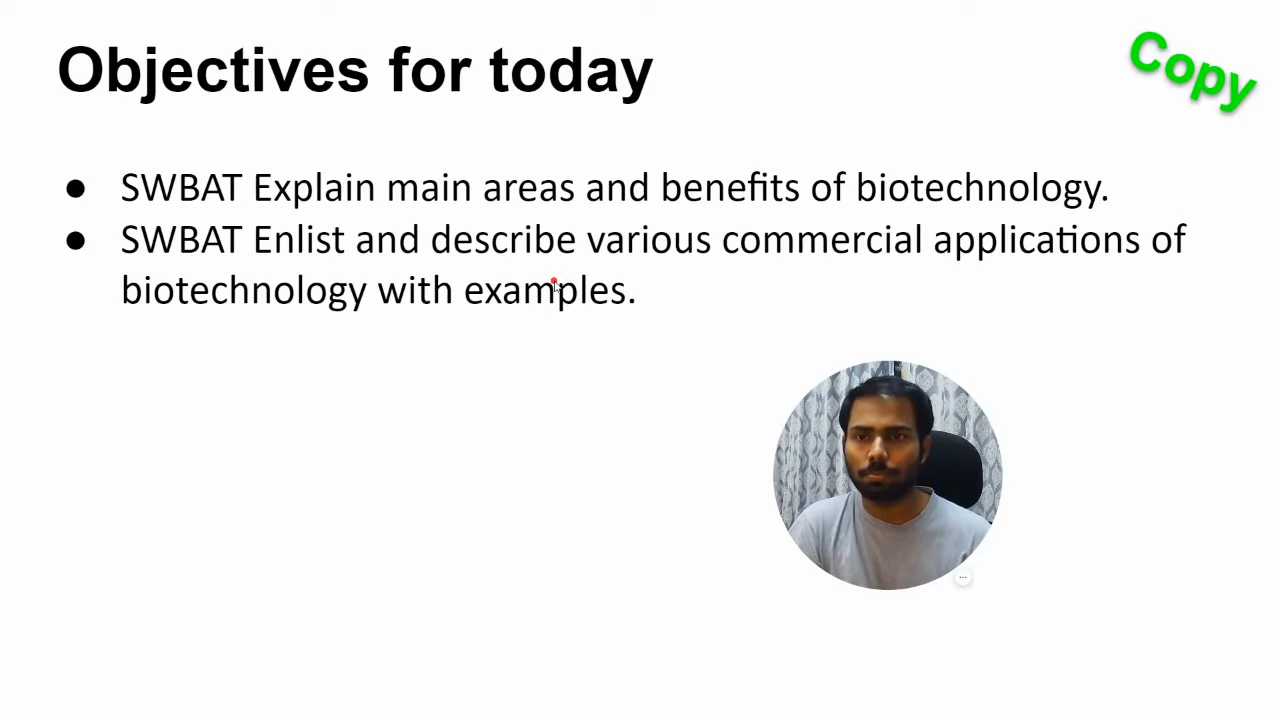 Objectives for today
Copy
● SWBAT Explain main areas and benefits of biotechnology.
● SWBAT Enlist and describe various commercial applications of
biotechnology with examples.